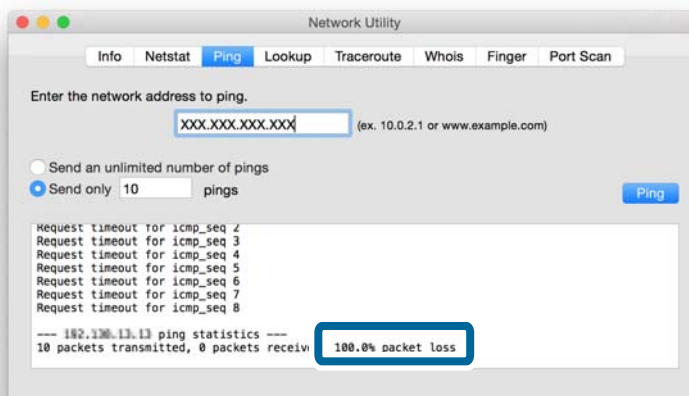 Network Utility
Info Netstat Ping Lookup Traceroute Whois Finger Port Scan
Enter the network address to ping.
XXX.XXX.XXX.XXX (ex. 10.0.2.1 or www.example.com)
Send an unlimited number of pings
Send only 10 pings
Ping
Request timeout for icmp_seq 2
Request timeout for icmp_seq 3
Request timeout for icmp_seq 4
Request timeout for icmp_seq 5
Request timeout for icmp_seq 6
Request timeout for icmp_seq 7
Request timeout for icmp_seq 8
--- ping statistics ---
10 packets transmitted, 0 packets receiv 100.0% packet loss